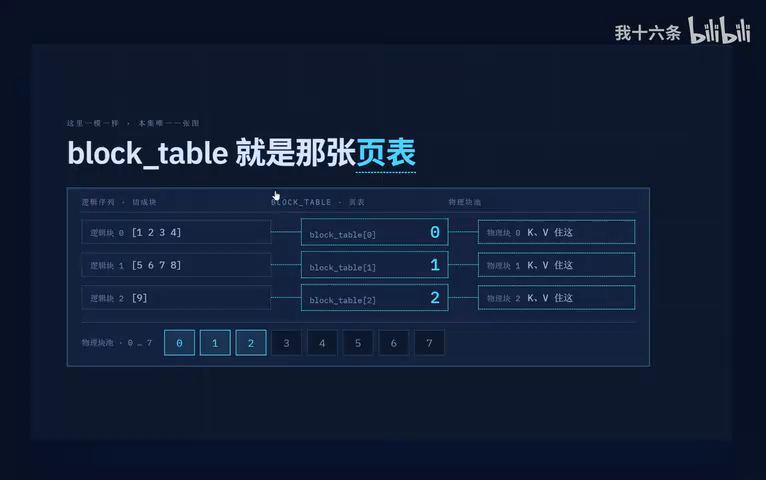 我十六条 bilibili
这里一模一样 · 本集唯一一张图
block_table 就是那张页表
逻辑序列 · 切成块 BLOCK_TABLE · 页表 物理块池
逻辑块 0 [1 2 3 4] block_table[0] 0 物理块 0 K、V 住这
逻辑块 1 [5 6 7 8] block_table[1] 1 物理块 1 K、V 住这
逻辑块 2 [9] block_table[2] 2 物理块 2 K、V 住这
物理块池 · 0 … 7 0 1 2 3 4 5 6 7